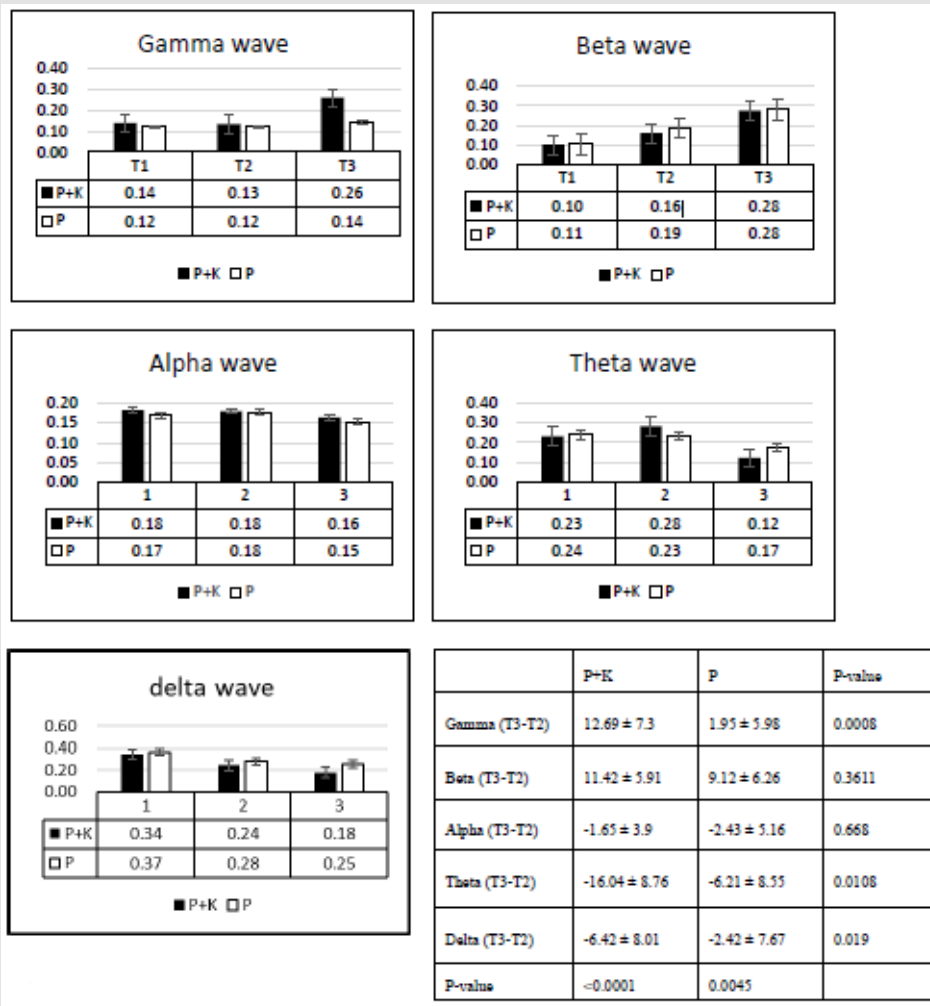 Gamma wave
0.40
0.30
0.20
0.10
0.00
T1 T2 T3
P+K 0.14 0.13 0.26
P 0.12 0.12 0.14
P+K P
Beta wave
0.40
0.30
0.20
0.10
0.00
T1 T2 T3
P+K 0.10 0.16 0.28
P 0.11 0.19 0.28
P+K P
Alpha wave
0.20
0.15
0.10
0.05
0.00
1 2 3
P+K 0.18 0.18 0.16
P 0.17 0.18 0.15
P+K P
Theta wave
0.40
0.30
0.20
0.10
0.00
1 2 3
P+K 0.23 0.28 0.12
P 0.24 0.23 0.17
P+K P
delta wave
0.60
0.40
0.20
0.00
1 2 3
P+K 0.34 0.24 0.18
P 0.37 0.28 0.25
P+K P
P+K P P-value
Gamma (T3-T2) 12.69 ± 7.3 1.95 ± 5.98 0.0008
Beta (T3-T2) 11.42 ± 5.91 9.12 ± 6.26 0.3611
Alpha (T3-T2) -1.65 ± 3.9 -2.43 ± 5.16 0.668
Theta (T3-T2) -16.04 ± 8.76 -6.21 ± 8.55 0.0108
Delta (T3-T2) -6.42 ± 8.01 -2.42 ± 7.67 0.019
P-value <0.0001 0.0045